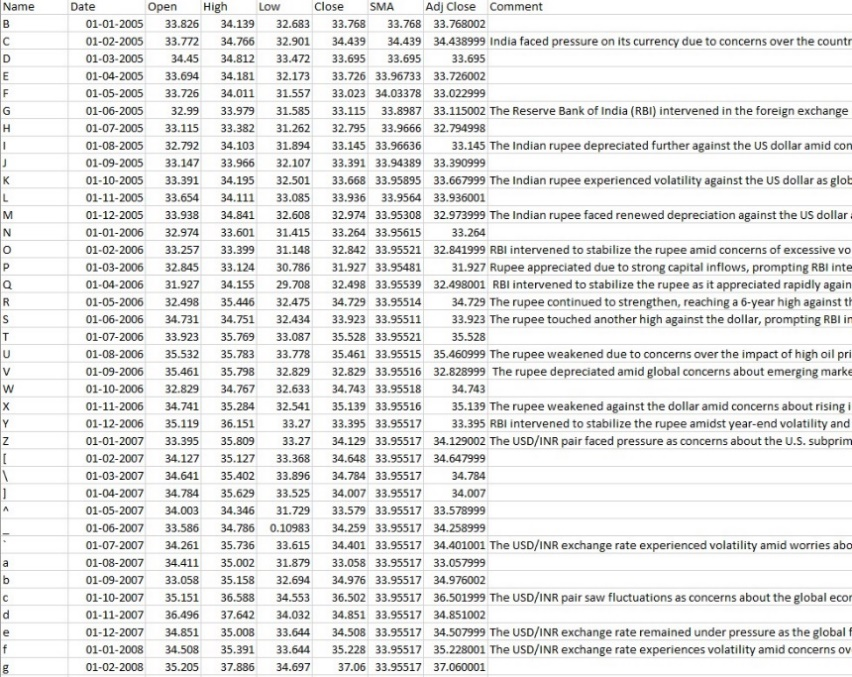 Name Date Open High Low Close SMA Adj Close Comment
B 01-01-2005 33.826 34.139 32.683 33.768 33.768 33.768002
C 01-02-2005 33.772 34.766 32.901 34.439 34.439 34.438999 India faced pressure on its currency due to concerns over the countr
D 01-03-2005 34.45 34.812 33.472 33.695 33.695 33.695
E 01-04-2005 33.694 34.181 32.173 33.726 33.96733 33.726002
F 01-05-2005 33.726 34.011 31.557 33.023 34.03378 33.022999
G 01-06-2005 32.99 33.979 31.585 33.115 33.8987 33.115002 The Reserve Bank of India (RBI) intervened in the foreign exchange
H 01-07-2005 33.115 33.382 31.262 32.795 33.9666 32.794998
I 01-08-2005 32.792 34.103 31.894 33.145 33.96636 33.145 The Indian rupee depreciated further against the US dollar amid con
J 01-09-2005 33.147 33.966 32.107 33.391 33.94389 33.390999
K 01-10-2005 33.391 34.195 32.501 33.668 33.95895 33.667999 The Indian rupee experienced volatility against the US dollar as glob
L 01-11-2005 33.654 34.111 33.085 33.936 33.9564 33.936001
M 01-12-2005 33.938 34.841 32.608 32.974 33.95308 32.973999 The Indian rupee faced renewed depreciation against the US dollar a
N 01-01-2006 32.974 33.601 31.415 33.264 33.95615 33.264
O 01-02-2006 33.257 33.399 31.148 32.842 33.95521 32.841999 RBI intervened to stabilize the rupee amid concerns of excessive vo
P 01-03-2006 32.845 33.124 30.786 31.927 33.95481 31.927 Rupee appreciated due to strong capital inflows, prompting RBI inte
Q 01-04-2006 31.927 34.155 29.708 32.498 33.95539 32.498001 RBI intervened to stabilize the rupee as it appreciated rapidly again
R 01-05-2006 32.498 35.446 32.475 34.729 33.95514 34.729 The rupee continued to strengthen, reaching a 6-year high against th
S 01-06-2006 34.731 34.751 32.434 33.923 33.95511 33.923 The rupee touched another high against the dollar, prompting RBI in
T 01-07-2006 33.923 35.769 33.087 35.528 33.95521 35.528
U 01-08-2006 35.532 35.783 33.778 35.461 33.95515 35.460999 The rupee weakened due to concerns over the impact of high oil pri
V 01-09-2006 35.461 35.798 32.829 32.829 33.95516 32.828999 The rupee depreciated amid global concerns about emerging marke
W 01-10-2006 32.829 34.767 32.633 34.743 33.95518 34.743
X 01-11-2006 34.741 35.284 32.541 35.139 33.95516 35.139 The rupee weakened against the dollar amid concerns about rising i
Y 01-12-2006 35.119 36.151 33.27 33.395 33.95517 33.395 RBI intervened to stabilize the rupee amidst year-end volatility and
Z 01-01-2007 33.395 35.809 33.27 34.129 33.95517 34.129002 The USD/INR pair faced pressure as concerns about the U.S. subprim
[ 01-02-2007 34.127 35.127 33.368 34.648 33.95517 34.647999
\ 01-03-2007 34.641 35.402 33.896 34.784 33.95517 34.784
] 01-04-2007 34.784 35.629 33.525 34.007 33.95517 34.007
^ 01-05-2007 34.003 34.346 31.729 33.579 33.95517 33.578999
_ 01-06-2007 33.586 34.786 0.10983 34.259 33.95517 34.258999
` 01-07-2007 34.261 35.736 33.615 34.401 33.95517 34.401001 The USD/INR exchange rate experienced volatility amid worries abo
a 01-08-2007 34.411 35.002 31.879 33.058 33.95517 33.057999
b 01-09-2007 33.058 35.158 32.694 34.976 33.95517 34.976002
c 01-10-2007 35.151 36.588 34.553 36.502 33.95517 36.501999 The USD/INR pair saw fluctuations as concerns about the global econ
d 01-11-2007 36.496 37.642 34.032 34.851 33.95517 34.851002
e 01-12-2007 34.851 35.008 33.644 34.508 33.95517 34.507999 The USD/INR exchange rate remained under pressure as the global f
f 01-01-2008 34.508 35.391 33.644 35.228 33.95517 35.228001 The USD/INR exchange rate experiences volatility amid concerns ov
g 01-02-2008 35.205 37.886 34.697 37.06 33.95517 37.060001